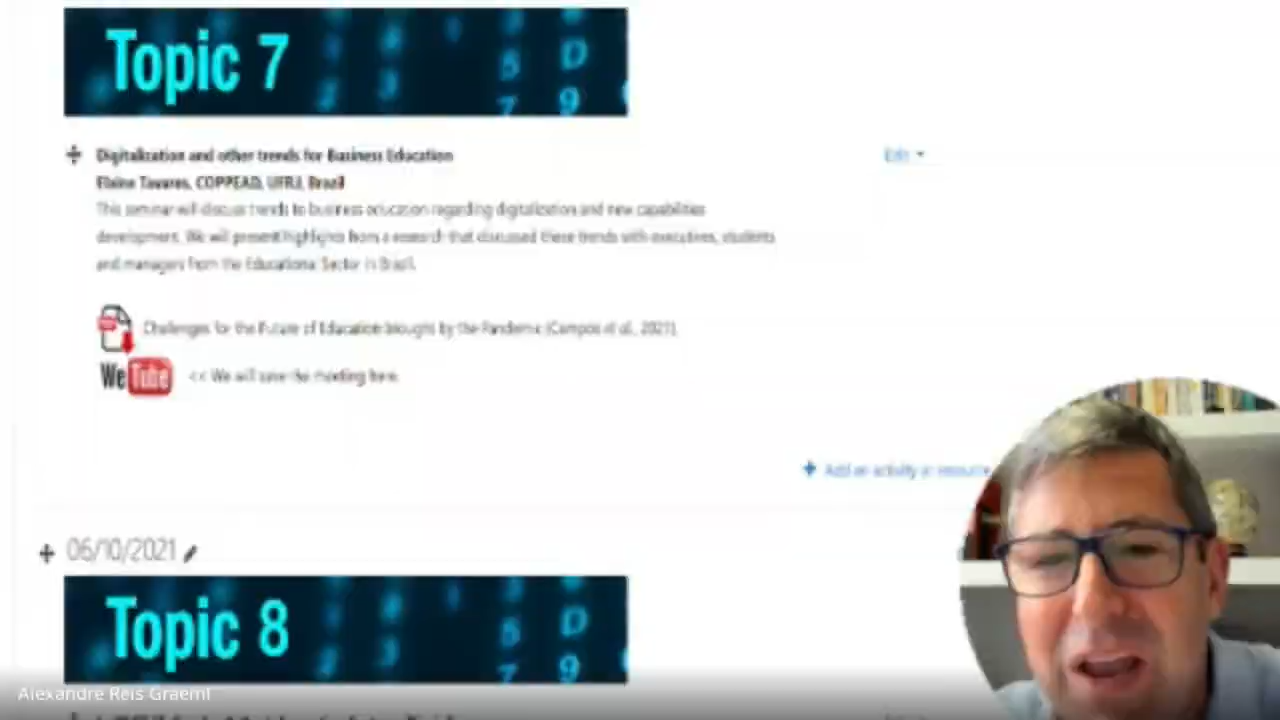 Topic 7
Digitalization and other trends for Business Education
Edit
Elaine Tavares, COPPEAD, UFRJ, Brazil
This seminar will discuss trends to business education regarding digitalization and new capabilities
development. We will present highlights from a research that discussed these trends with executives, students
and managers from the Educational Sector in Brazil.
Challenges for the Future of Education brought by the Pandemic (Campos et al., 2021)
WeTube << We will save the meeting here.
Add an activity or resource
06/10/2021
Topic 8
Alexandre Reis Graeml